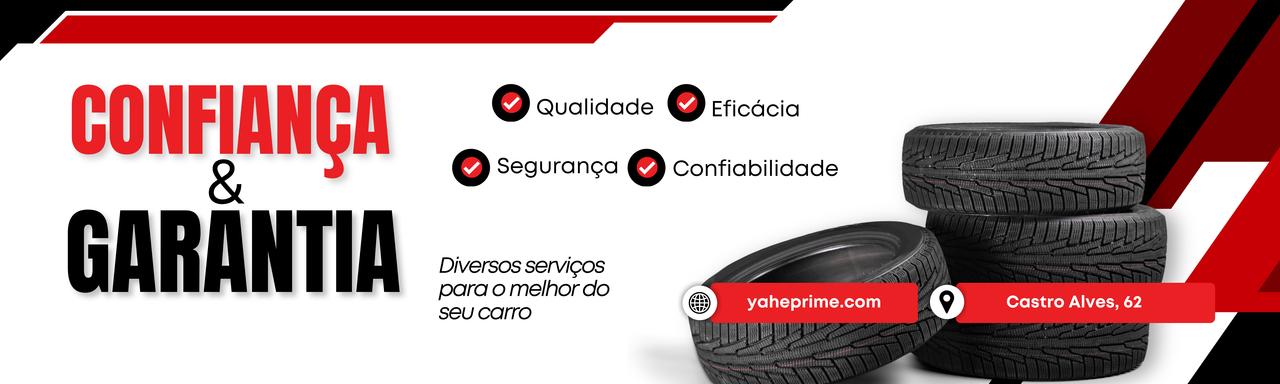 CONFIANÇA
&
GARANTIA
Qualidade
Eficácia
Segurança
Confiabilidade
Diversos serviços
para o melhor do
seu carro
yaheprime.com
Castro Alves, 62